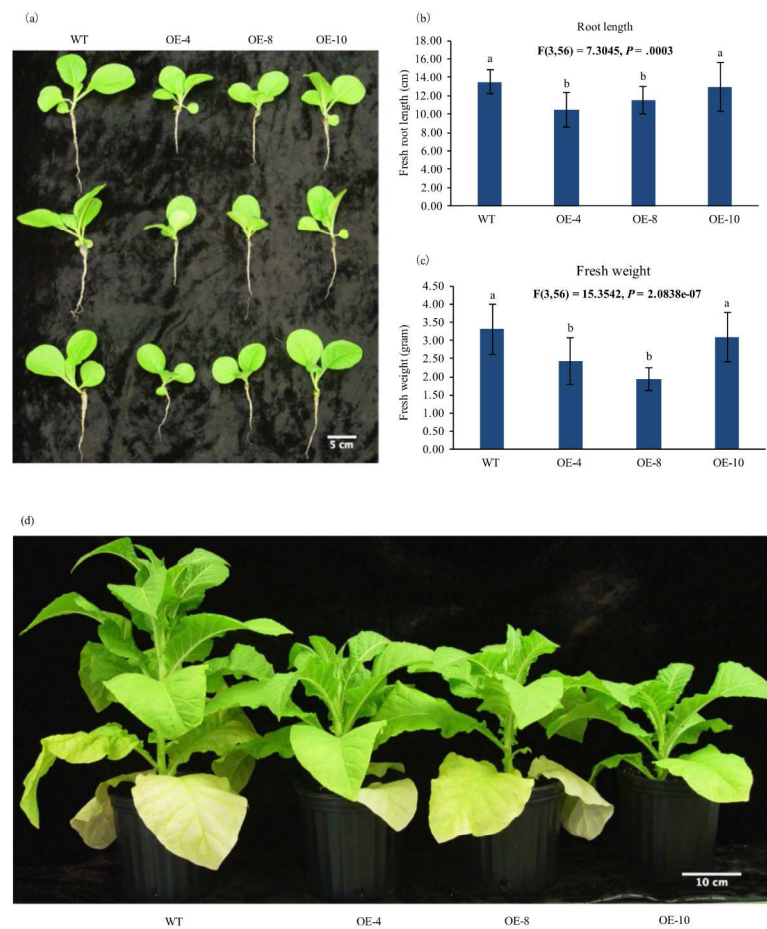 (a)
WT OE-4 OE-8 OE-10
5 cm
(b)
Root length
F(3,56) = 7.3045, P = .0003
Fresh root length (cm)
18.00
16.00
14.00
12.00
10.00
8.00
6.00
4.00
2.00
0.00
a b b a
WT OE-4 OE-8 OE-10
(c)
Fresh weight
F(3,56) = 15.3542, P = 2.0838e-07
Fresh weight (gram)
4.50
4.00
3.50
3.00
2.50
2.00
1.50
1.00
0.50
0.00
a b b a
WT OE-4 OE-8 OE-10
(d)
10 cm
WT OE-4 OE-8 OE-10